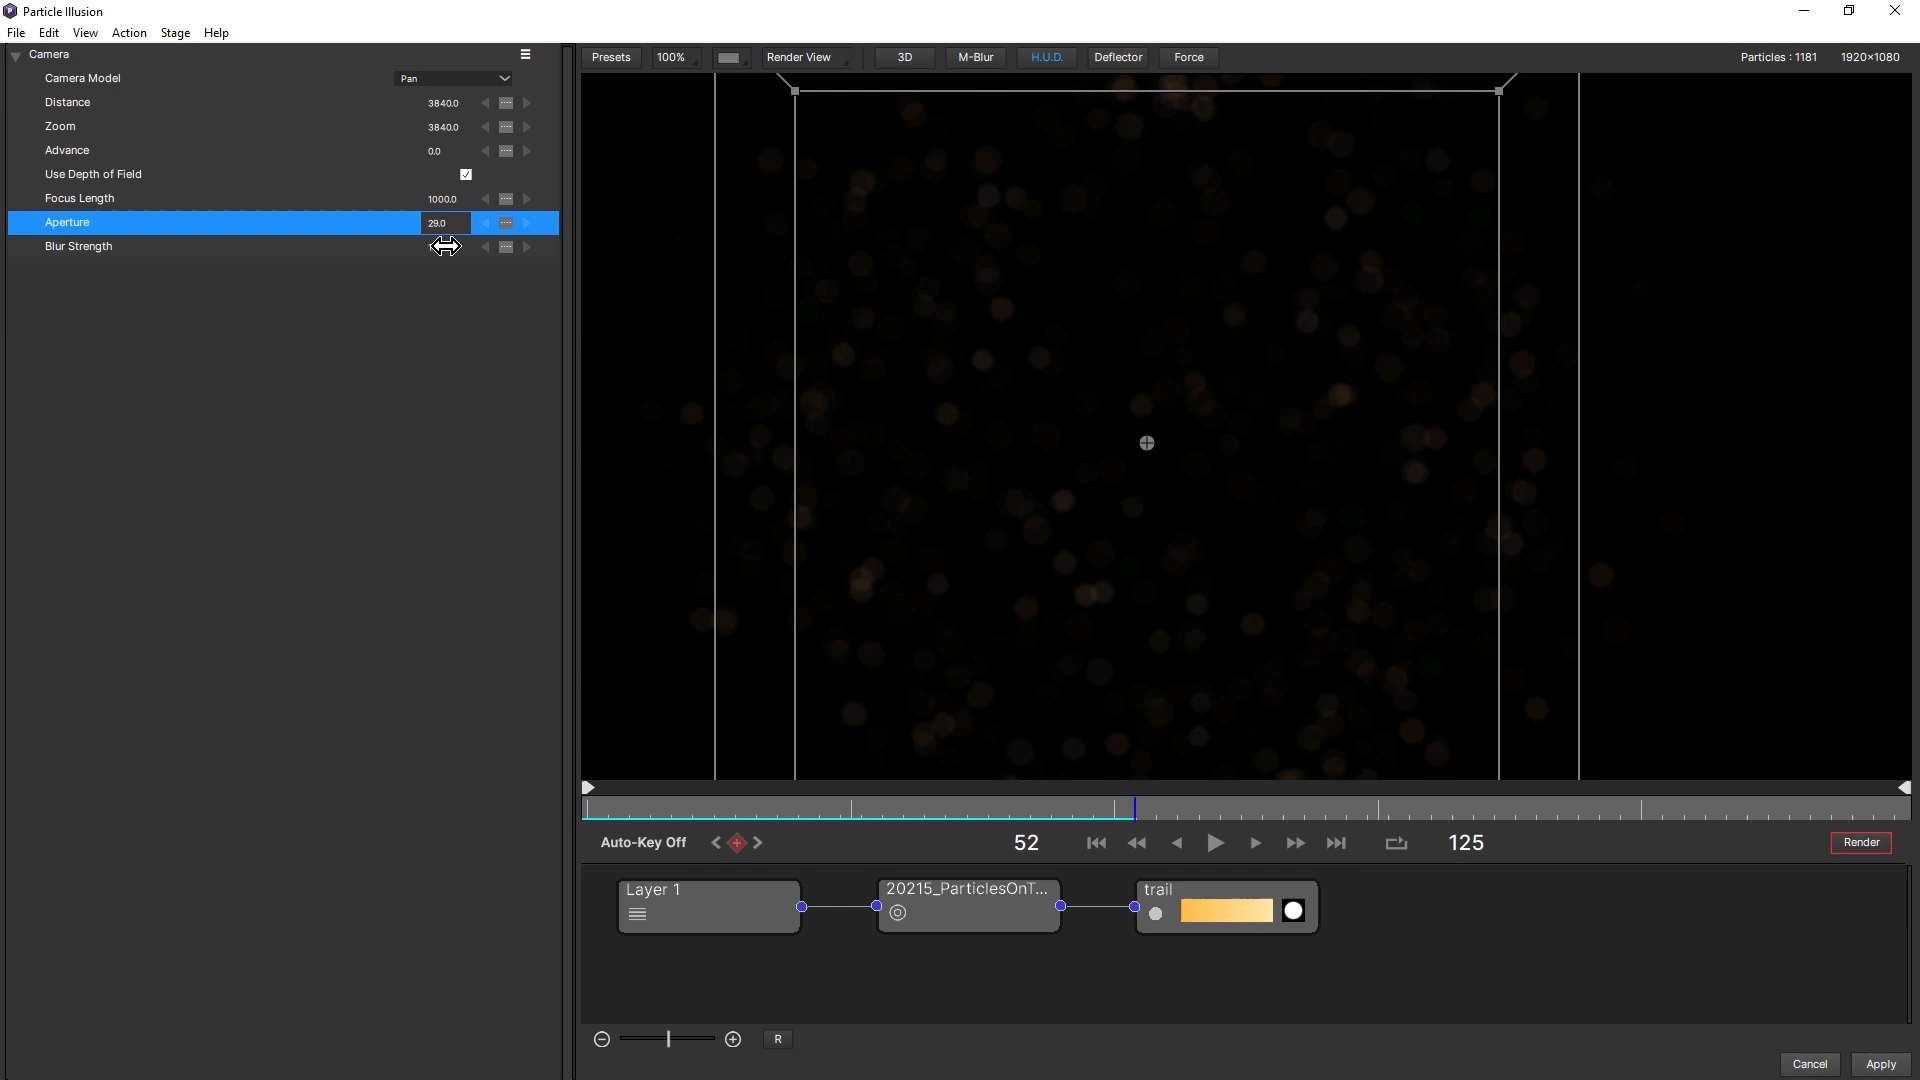 Particle Illusion
File Edit View Action Stage Help
Camera
Camera Model Pan
Distance 3840.0
Zoom 3840.0
Advance 0.0
Use Depth of Field
Focus Length 1000.0
Aperture 29.0
Blur Strength
Presets 100% Render View 3D M-Blur H.U.D. Deflector Force Particles : 1181 1920×1080
Auto-Key Off 52 125 Render
Layer 1 20215_ParticlesOnT... trail
R
Cancel Apply